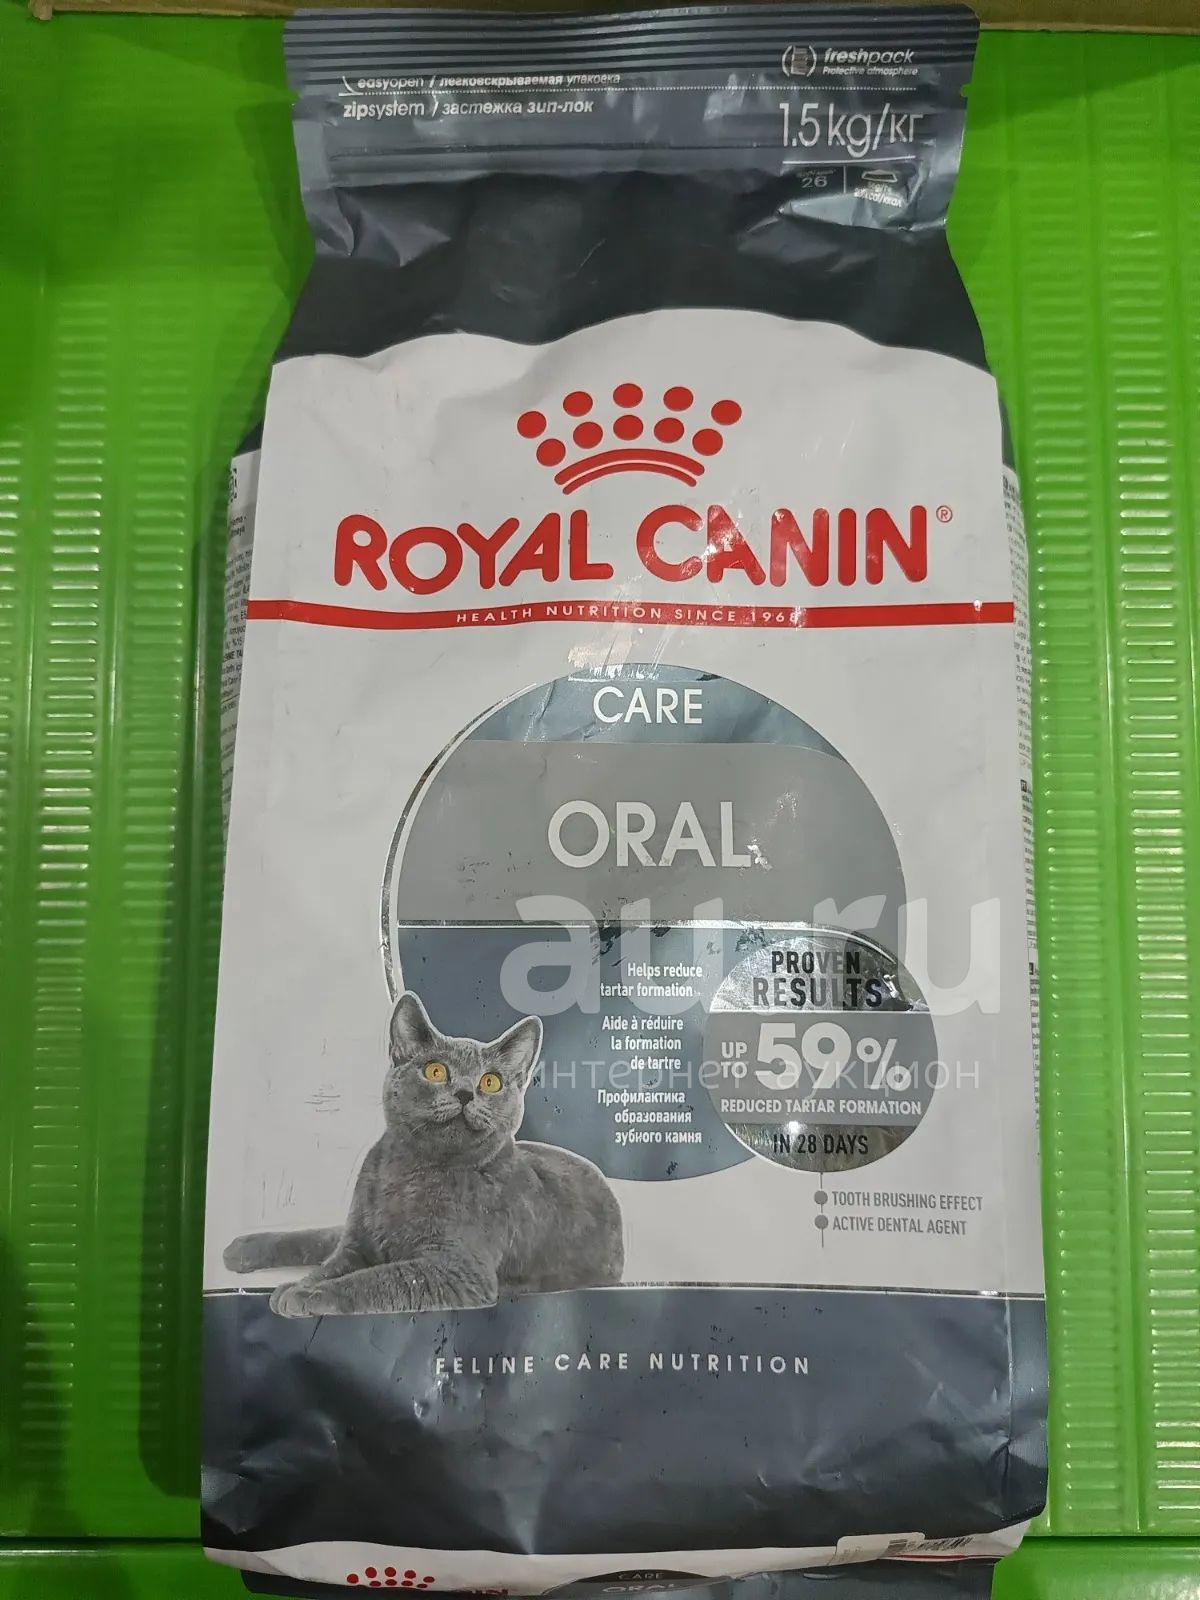 freshpack
Protective atmosphere
easyopen / легковскрываемая упаковка
zipsystem / застежка зип-лок
1.5 kg/кг
26
ROYAL CANIN®
HEALTH NUTRITION SINCE 1968
CARE
ORAL
au.ru
интернет-аукцион
Helps reduce
tartar formation
Aide à réduire
la formation
de tartre
Профилактика
образования
зубного камня
PROVEN
RESULTS
UP TO 59%
REDUCED TARTAR FORMATION
IN 28 DAYS
TOOTH BRUSHING EFFECT
ACTIVE DENTAL AGENT
FELINE CARE NUTRITION
CARE
ORAL